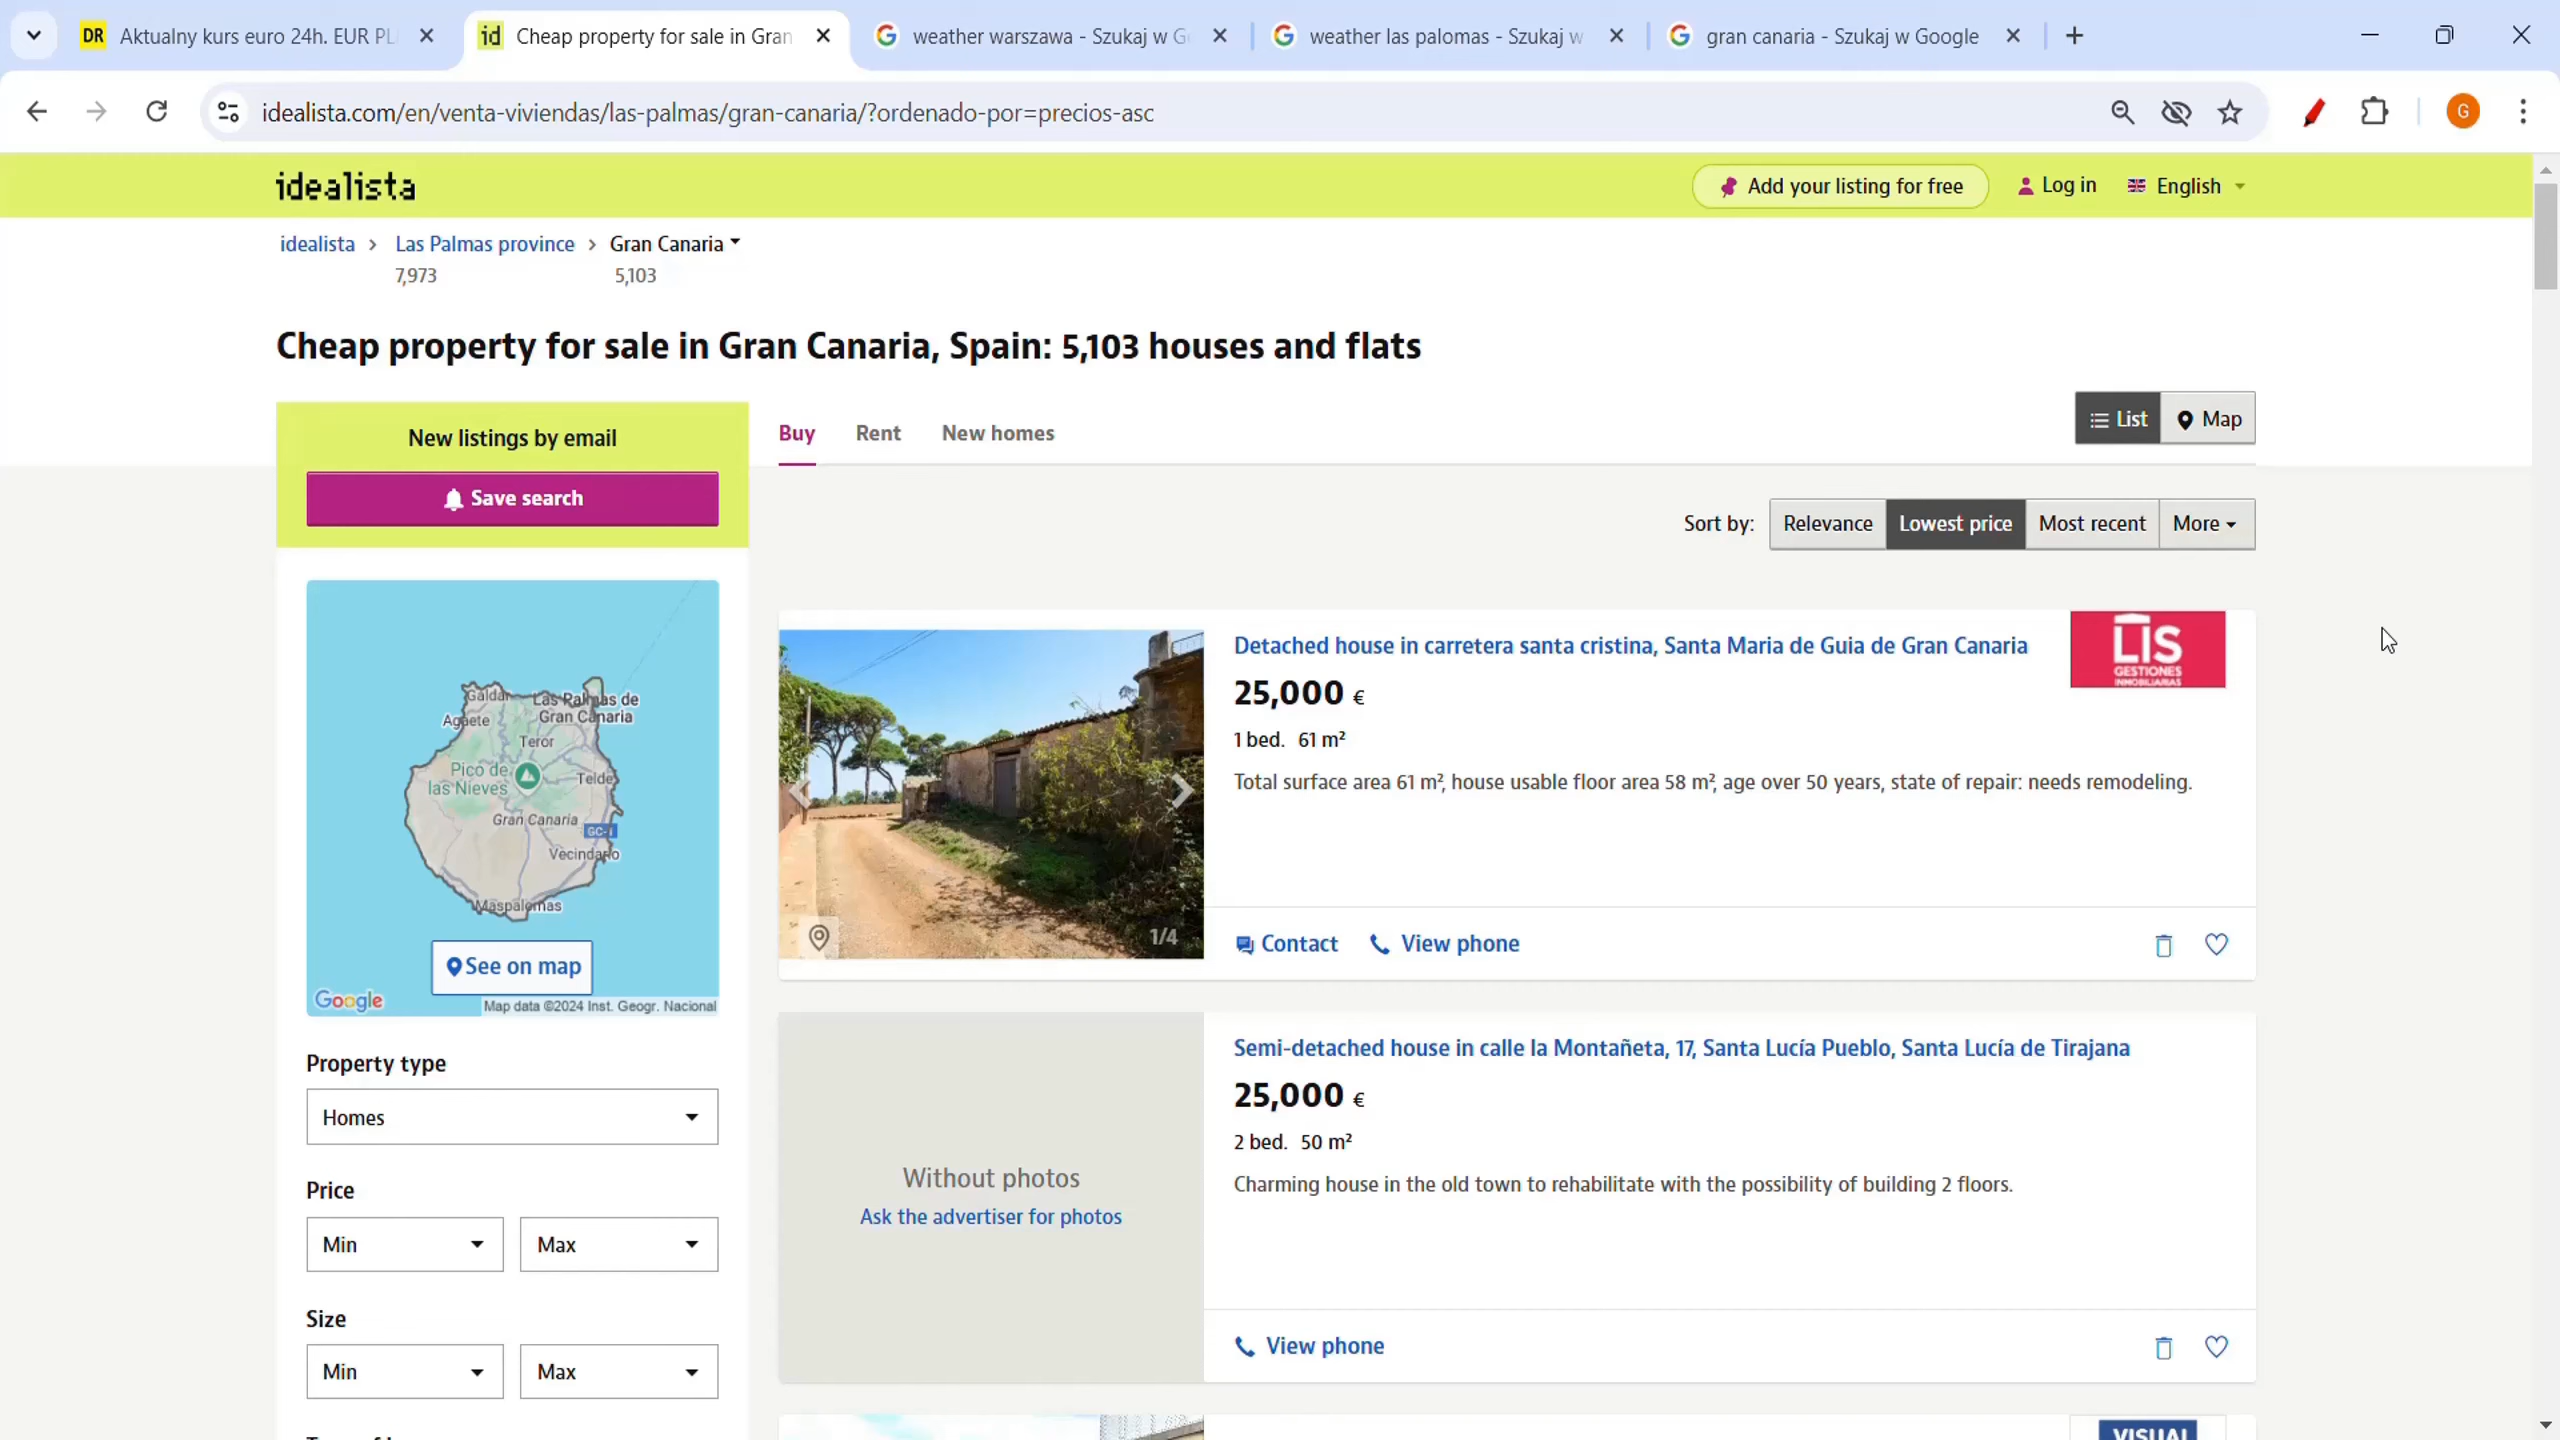 Aktualny kurs euro 24h. EUR PL
Cheap property for sale in Gran
weather warszawa - Szukaj w G
weather las palomas - Szukaj w
gran canaria - Szukaj w Google
idealista.com/en/venta-viviendas/las-palmas/gran-canaria/?ordenado-por=precios-asc
G
idealista
Add your listing for free
Log in
English
idealista > Las Palmas province > Gran Canaria
7,973 5,103
Cheap property for sale in Gran Canaria, Spain: 5,103 houses and flats
New listings by email
Save search
Buy Rent New homes
List Map
Sort by: Relevance Lowest price Most recent More
Galdar
Las Palmas de
Gran Canaria
Agaete
Teror
Pico de
las Nieves
Telde
Gran Canaria
GC-1
Vecindario
Maspalomas
See on map
Google
Map data ©2024 Inst. Geogr. Nacional
Property type
Homes
Price
Min Max
Size
Min Max
1/4
Detached house in carretera santa cristina, Santa Maria de Guia de Gran Canaria
LIS
GESTIONES
INMOBILIARIAS
25,000 €
1 bed. 61 m²
Total surface area 61 m², house usable floor area 58 m², age over 50 years, state of repair: needs remodeling.
Contact View phone
Without photos
Ask the advertiser for photos
Semi-detached house in calle la Montañeta, 17, Santa Lucía Pueblo, Santa Lucía de Tirajana
25,000 €
2 bed. 50 m²
Charming house in the old town to rehabilitate with the possibility of building 2 floors.
View phone
VISUAL